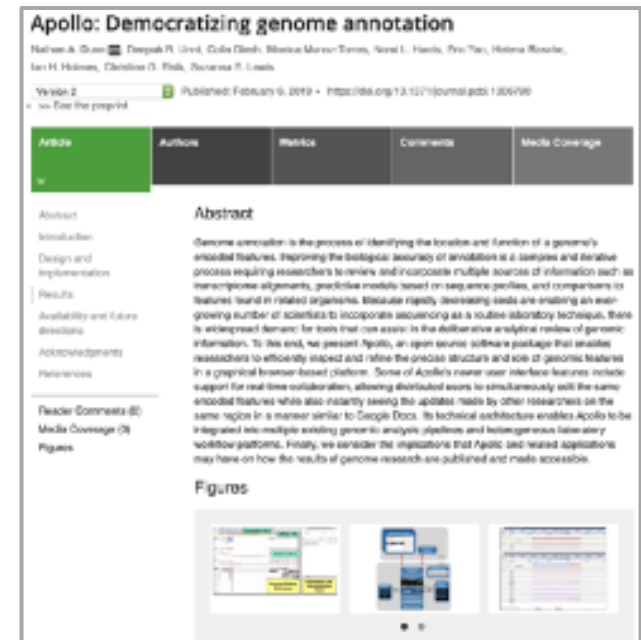 Apollo: Democratizing genome annotation
Nathan A. Dunn, Deepak R. Unni, Colin Diesh, Monica Munoz-Torres, Nomi L. Harris, Eric Yao, Helena Rasche,
Ian H. Holmes, Christine G. Elsik, Suzanna E. Lewis
Version 2 Published: February 6, 2019 •
>> See the preprint
Article Authors Metrics Comments Media Coverage
Abstract
Introduction
Design and
Implementation
Results
Availability and future
directions
Acknowledgments
References
Reader Comments (0)
Media Coverage (0)
Figures
Abstract
Genome annotation is the process of identifying the location and function of a genome's
encoded features. Improving the biological accuracy of annotation is a complex and iterative
process requiring researchers to review and incorporate multiple sources of information such as
transcriptome alignments, predictive models based on sequence profiles, and comparisons to
features found in related organisms. Because rapidly decreasing costs are enabling an ever-
growing number of scientists to incorporate sequencing as a routine laboratory technique, there
is widespread demand for tools that can assist in the deliberative analytical review of genomic
information. To this end, we present Apollo, an open source software package that enables
researchers to efficiently inspect and refine the precise structure and role of genomic features
in a graphical browser-based platform. Some of Apollo's newer user interface features include
support for real-time collaboration, allowing distributed users to simultaneously edit the same
encoded features while also instantly seeing the updates made by other researchers on the
same region in a manner similar to Google Docs. Its technical architecture enables Apollo to be
integrated into multiple existing genomic analysis pipelines and heterogeneous laboratory
workflow platforms. Finally, we consider the implications that Apollo and related applications
may have on how the results of genome research are published and made accessible.
Figures